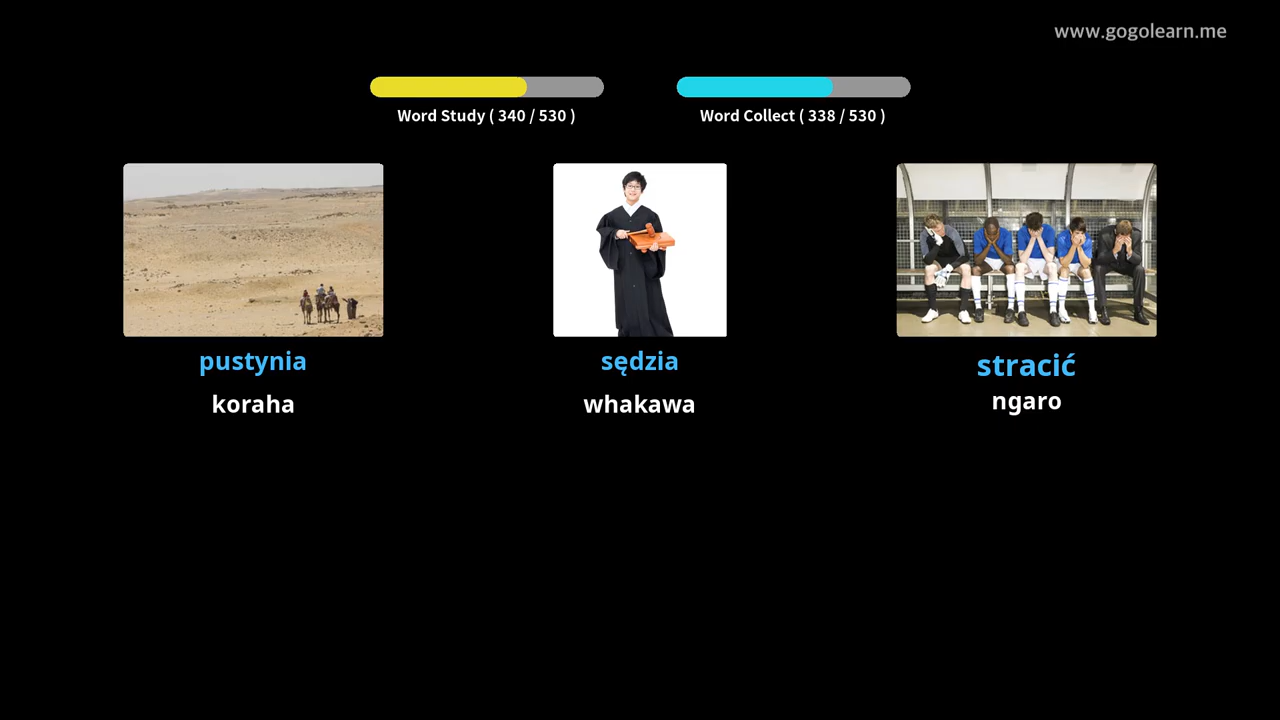 www.gogolearn.me
Word Study ( 340 / 530 )
Word Collect ( 338 / 530 )
pustynia
koraha
sędzia
whakawa
stracić
ngaro